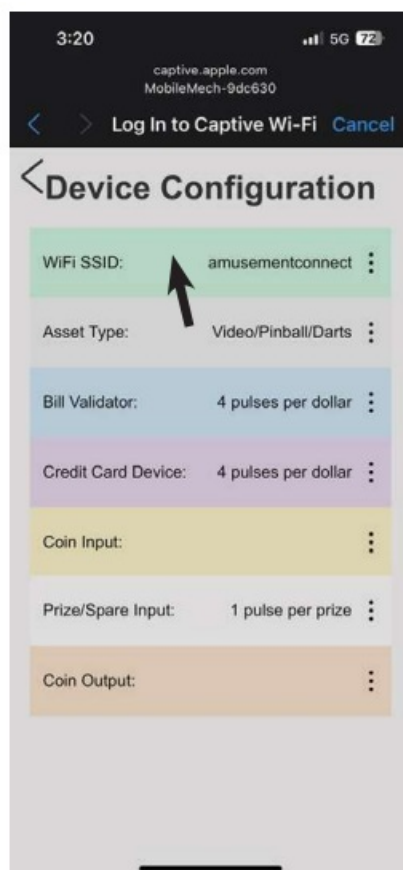 3:20 5G 72
captive.apple.com
MobileMech-9dc630
Log In to Captive Wi-Fi Cancel
Device Configuration
WiFi SSID: amusementconnect
Asset Type: Video/Pinball/Darts
Bill Validator: 4 pulses per dollar
Credit Card Device: 4 pulses per dollar
Coin Input:
Prize/Spare Input: 1 pulse per prize
Coin Output: